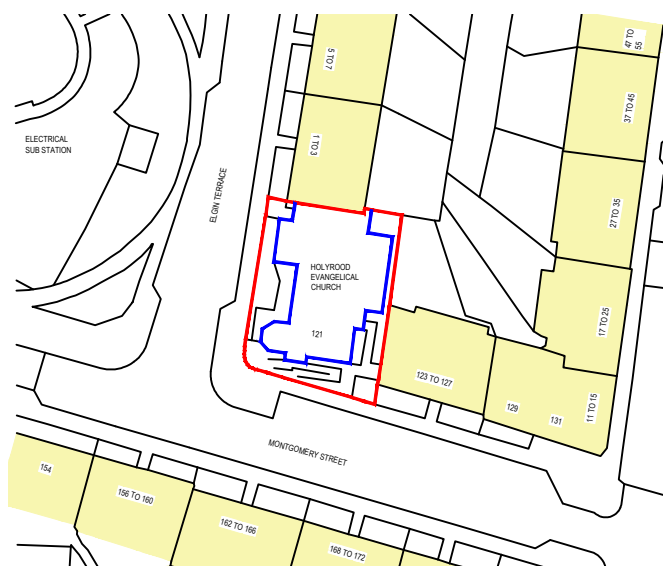 47 TO
55
5 TO 7
37 TO 45
ELECTRICAL
SUB STATION
1 TO 3
ELGIN TERRACE
27 TO 35
HOLYROOD
EVANGELICAL
CHURCH
17 TO 25
121
123 TO 127
129
131
11 TO 15
MONTGOMERY STREET
154
156 TO 160
162 TO 166
168 TO 172